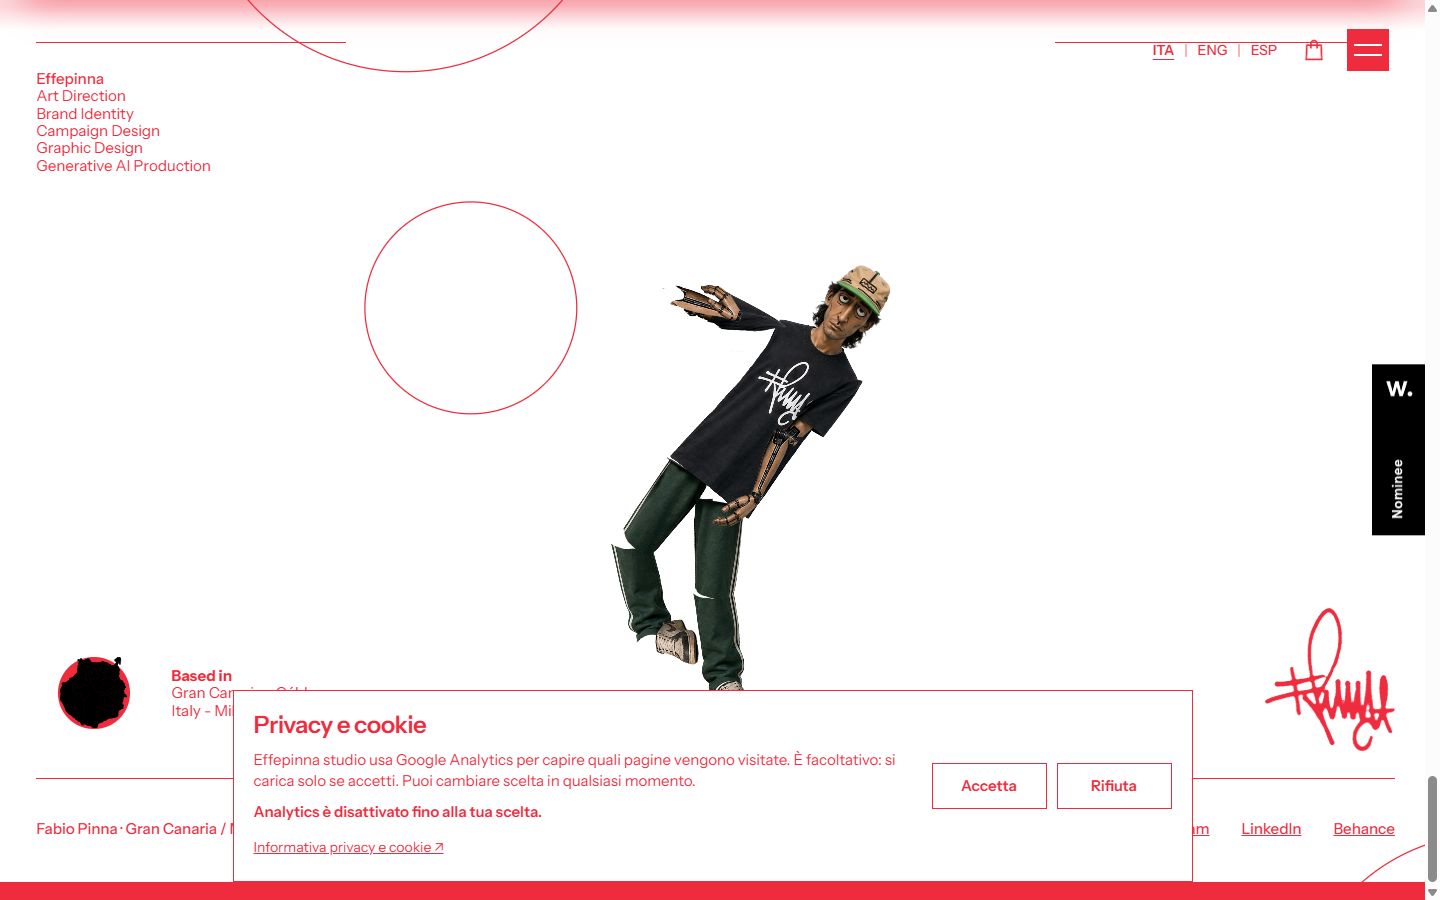 ITA | ENG | ESP
Effepinna
Art Direction
Brand Identity
Campaign Design
Graphic Design
Generative AI Production
W.
Nominee
Based in
Italy -
Privacy e cookie
Effepinna studio usa Google Analytics per capire quali pagine vengono visitate. È facoltativo: si
carica solo se accetti. Puoi cambiare scelta in qualsiasi momento.
Analytics è disattivato fino alla tua scelta.
Informativa privacy e cookie ↗
Accetta
Rifiuta
Fabio Pinna · Gran Canaria /
LinkedIn
Behance